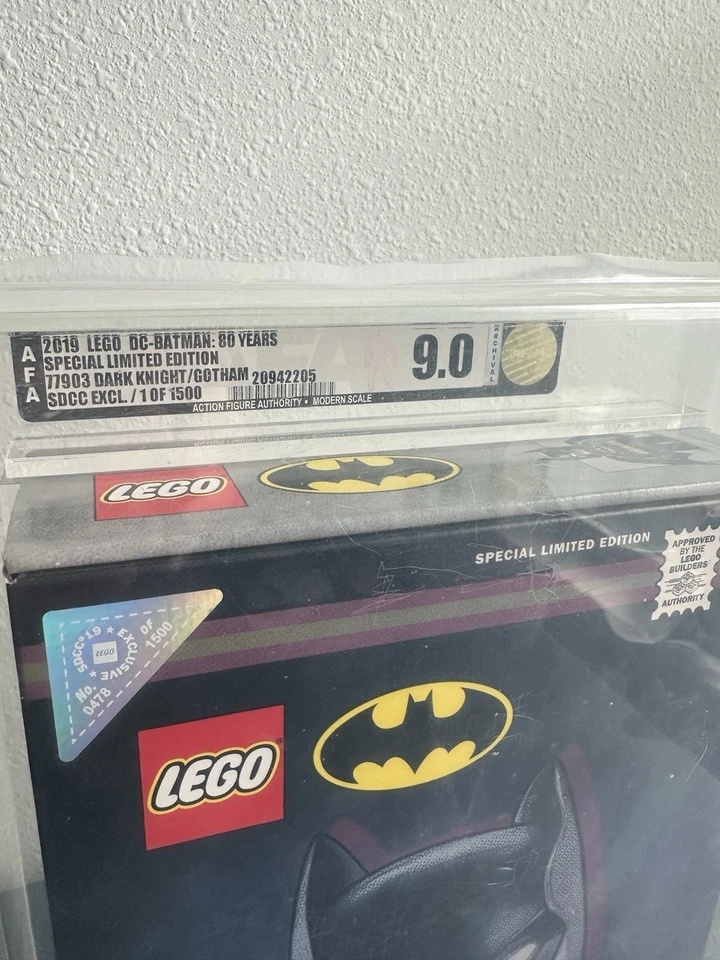 AFA
2019 LEGO DC-BATMAN: 80 YEARS
SPECIAL LIMITED EDITION
77903 DARK KNIGHT/GOTHAM 20942205
SDCC EXCL. / 1 OF 1500
9.0
ARCHIVAL
ACTION FIGURE AUTHORITY • MODERN SCALE
LEGO
SPECIAL LIMITED EDITION
APPROVED
BY THE
LEGO
BUILDERS
AUTHORITY
SDCC®19 ★ EXCLUSIVE ★
LEGO
No.
0478
OF
1500
LEGO®
™